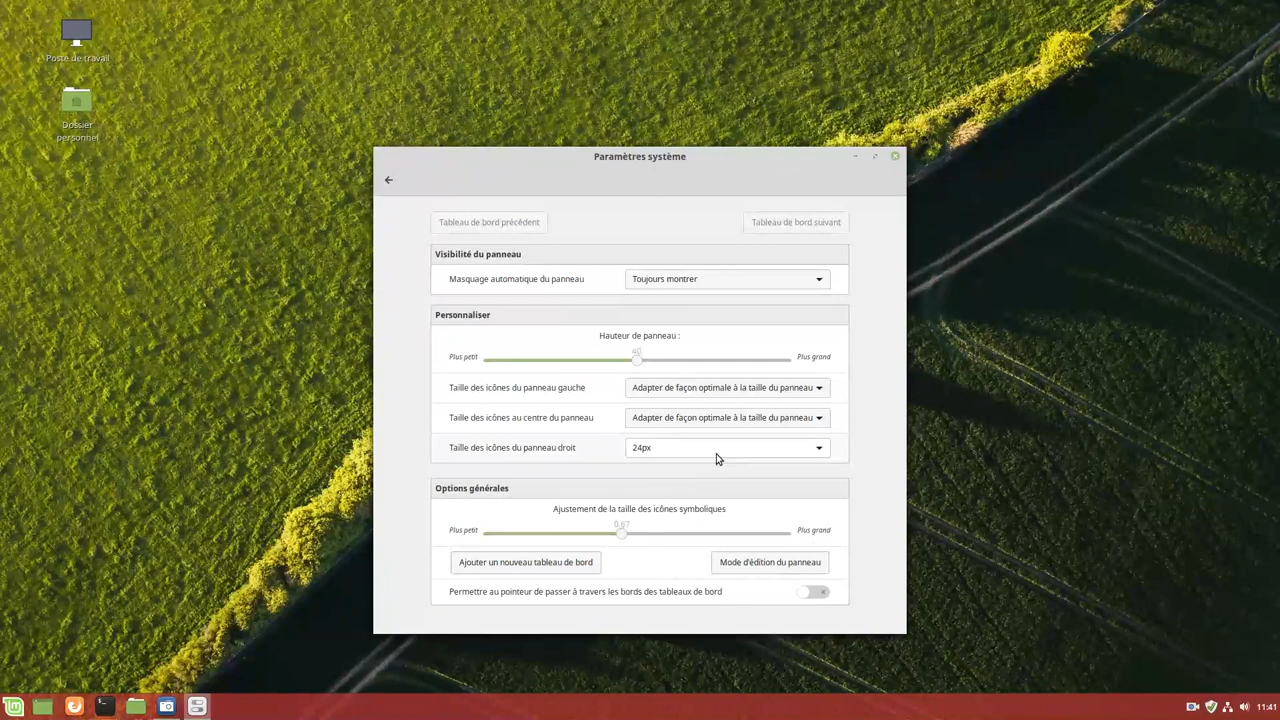 Poste de travail
Dossier
personnel
Paramètres système
Tableau de bord précédent
Tableau de bord suivant
Visibilité du panneau
Masquage automatique du panneau
Toujours montrer
Personnaliser
Hauteur de panneau :
40
Plus petit
Plus grand
Taille des icônes du panneau gauche
Adapter de façon optimale à la taille du panneau
Taille des icônes au centre du panneau
Adapter de façon optimale à la taille du panneau
Taille des icônes du panneau droit
24px
Options générales
Ajustement de la taille des icônes symboliques
0,67
Plus petit
Plus grand
Ajouter un nouveau tableau de bord
Mode d'édition du panneau
Permettre au pointeur de passer à travers les bords des tableaux de bord
11:41